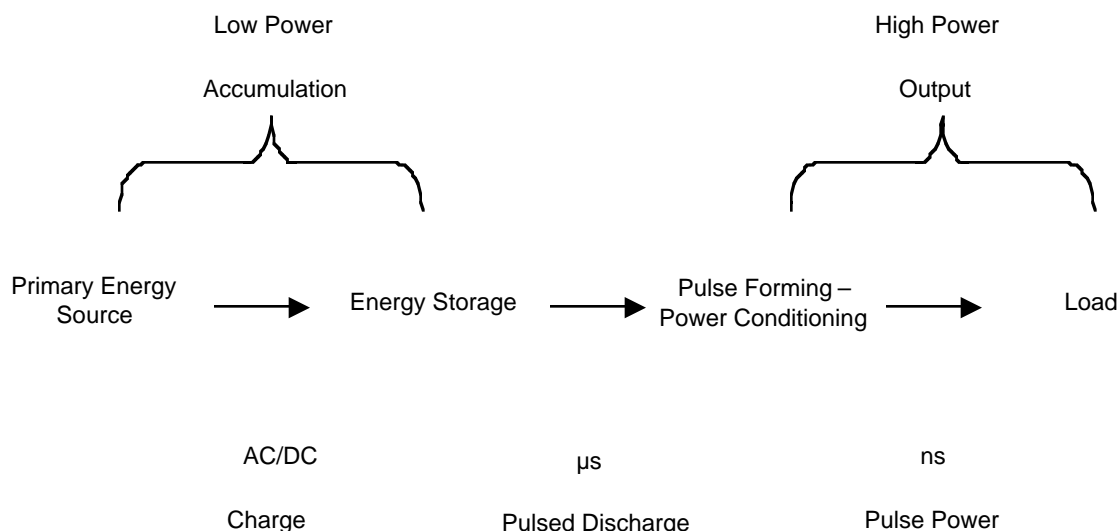 Low Power
High Power
Accumulation
Output
Primary Energy
Source
Energy Storage
Pulse Forming –
Power Conditioning
Load
AC/DC
µs
ns
Charge
Pulsed Discharge
Pulse Power